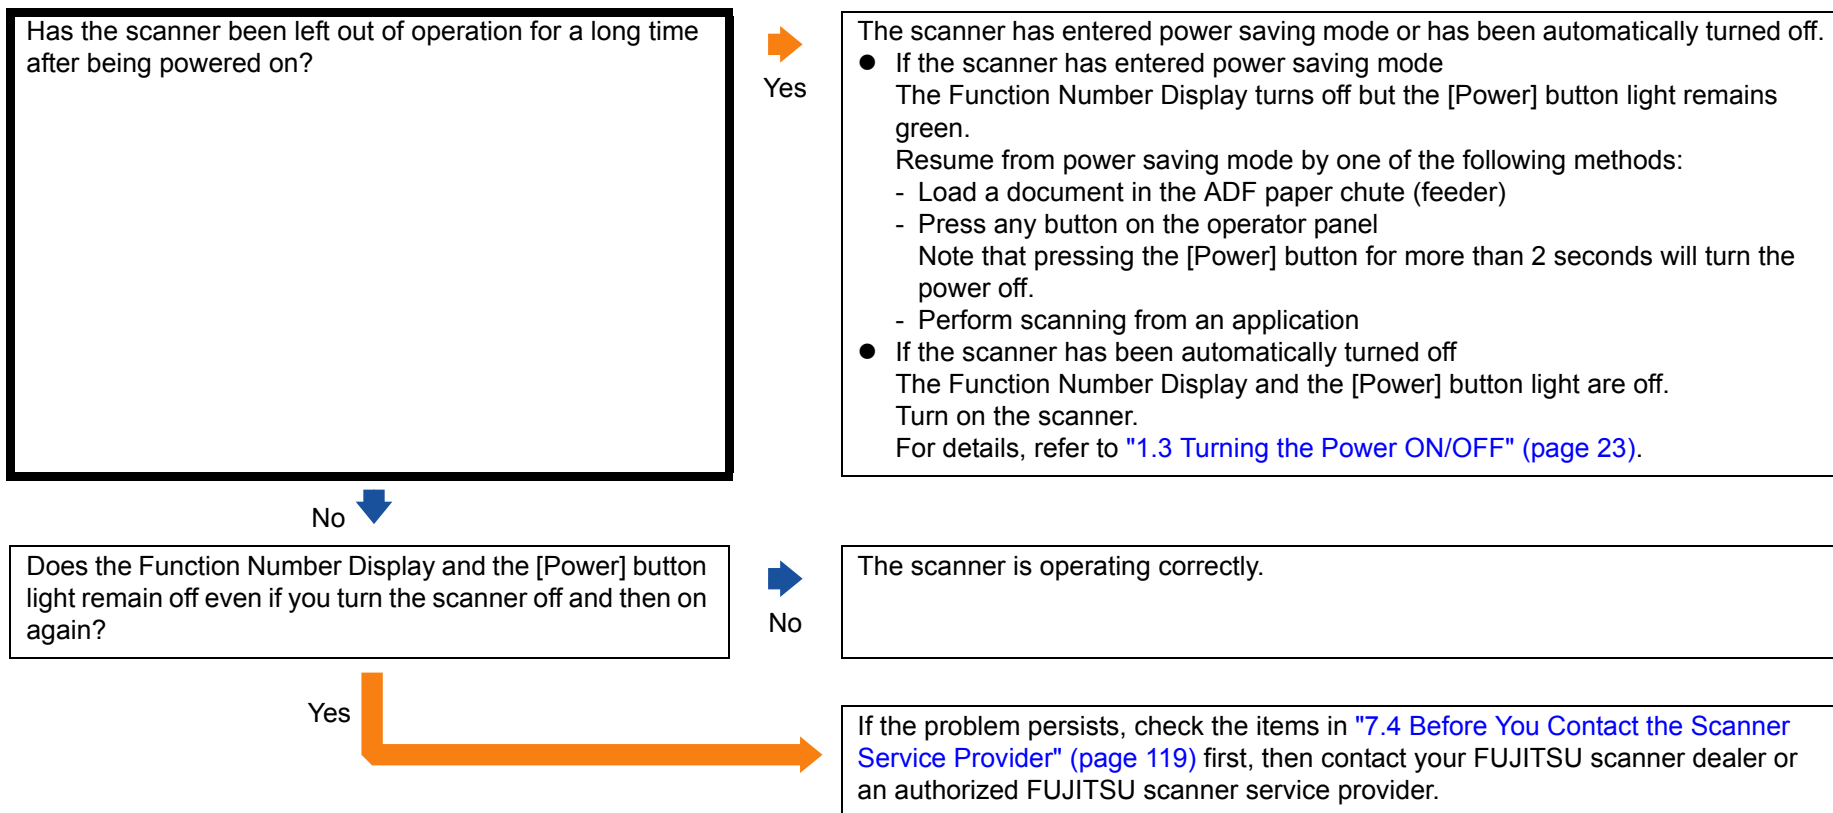 Has the scanner been left out of operation for a long time
after being powered on?
Yes
The scanner has entered power saving mode or has been automatically turned off.
● If the scanner has entered power saving mode
The Function Number Display turns off but the [Power] button light remains
green.
Resume from power saving mode by one of the following methods:
- Load a document in the ADF paper chute (feeder)
- Press any button on the operator panel
Note that pressing the [Power] button for more than 2 seconds will turn the
power off.
- Perform scanning from an application
● If the scanner has been automatically turned off
The Function Number Display and the [Power] button light are off.
Turn on the scanner.
For details, refer to "1.3 Turning the Power ON/OFF" (page 23).
No
Does the Function Number Display and the [Power] button
light remain off even if you turn the scanner off and then on
again?
No
The scanner is operating correctly.
Yes
If the problem persists, check the items in "7.4 Before You Contact the Scanner
Service Provider" (page 119) first, then contact your FUJITSU scanner dealer or
an authorized FUJITSU scanner service provider.